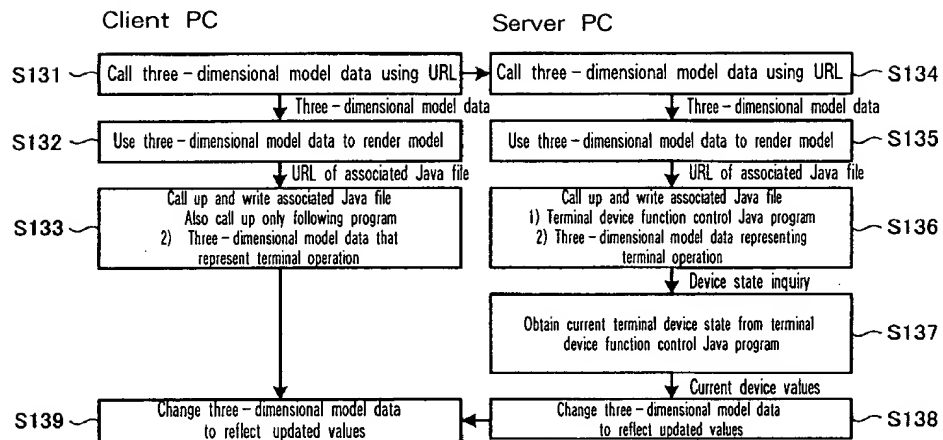 Client PC
Server PC
S131
Call three-dimensional model data using URL
Call three-dimensional model data using URL
S134
Three-dimensional model data
Three-dimensional model data
S132
Use three-dimensional model data to render model
Use three-dimensional model data to render model
S135
URL of associated Java file
URL of associated Java file
S133
Call up and write associated Java file
Also call up only following program
2) Three-dimensional model data that
represent terminal operation
Call up and write associated Java file
1) Terminal device function control Java program
2) Three-dimensional model data representing
terminal operation
S136
Device state inquiry
Obtain current terminal device state from terminal
device function control Java program
S137
Current device values
S139
Change three-dimensional model data
to reflect updated values
Change three-dimensional model data
to reflect updated values
S138